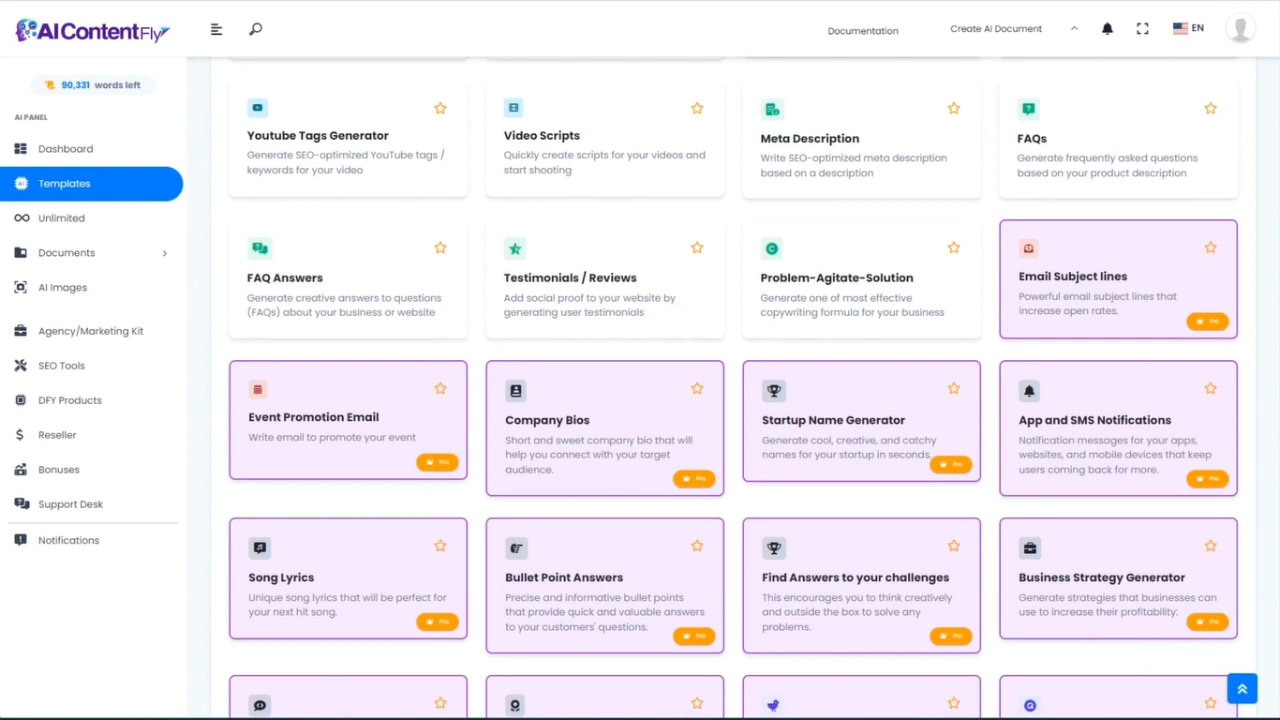 AI ContentFly
Documentation
Create AI Document
EN
90,331 words left
AI PANEL
Dashboard
Templates
Unlimited
Documents
AI Images
Agency/Marketing Kit
SEO Tools
DFY Products
Reseller
Bonuses
Support Desk
Notifications
Youtube Tags Generator
Generate SEO-optimized YouTube tags /
keywords for your video
Video Scripts
Quickly create scripts for your videos and
start shooting
Meta Description
Write SEO-optimized meta description
based on a description
FAQs
Generate frequently asked questions
based on your product description
FAQ Answers
Generate creative answers to questions
(FAQs) about your business or website
Testimonials / Reviews
Add social proof to your website by
generating user testimonials
Problem-Agitate-Solution
Generate one of most effective
copywriting formula for your business
Email Subject lines
Powerful email subject lines that
increase open rates.
Pro
Event Promotion Email
Write email to promote your event
Pro
Company Bios
Short and sweet company bio that will
help you connect with your target
audience.
Pro
Startup Name Generator
Generate cool, creative, and catchy
names for your startup in seconds.
Pro
App and SMS Notifications
Notification messages for your apps,
websites, and mobile devices that keep
users coming back for more.
Pro
Song Lyrics
Unique song lyrics that will be perfect for
your next hit song.
Pro
Bullet Point Answers
Precise and informative bullet points
that provide quick and valuable answers
to your customers' questions.
Pro
Find Answers to your challenges
This encourages you to think creatively
and outside the box to solve any
problems.
Pro
Business Strategy Generator
Generate strategies that businesses can
use to increase their profitability:
Pro